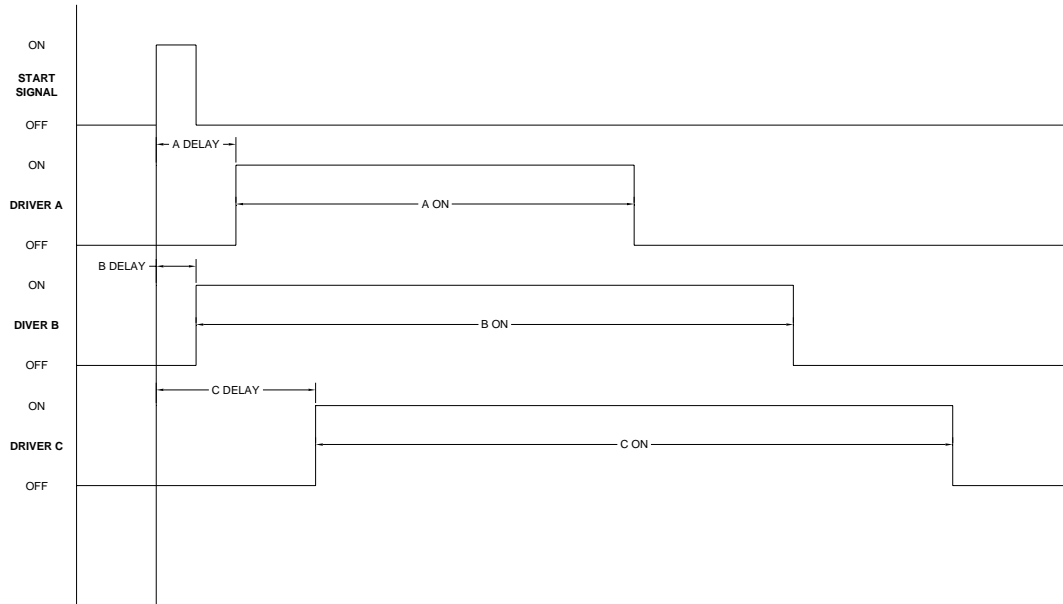 ON
START
SIGNAL
OFF
A DELAY
ON
DRIVER A
A ON
OFF
B DELAY
ON
DIVER B
B ON
OFF
C DELAY
ON
DRIVER C
C ON
OFF